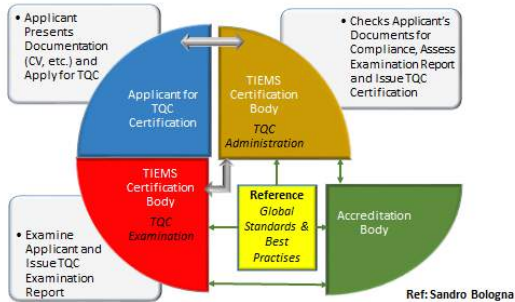 • Applicant
Presents
Documentation
(CV, etc.) and
Apply for TQC
• Checks Applicant's
Documents for
Compliance, Assess
Examination Report
and Issue TQC
Certification
Applicant for
TQC
Certification
TIEMS
Certification
Body
TQC
Administration
TIEMS
Certification
Body
TQC
Examination
Reference
Global
Standards &
Best
Practises
Accreditation
Body
• Examine
Applicant and
Issue TQC
Examination
Report
Ref: Sandro Bologna